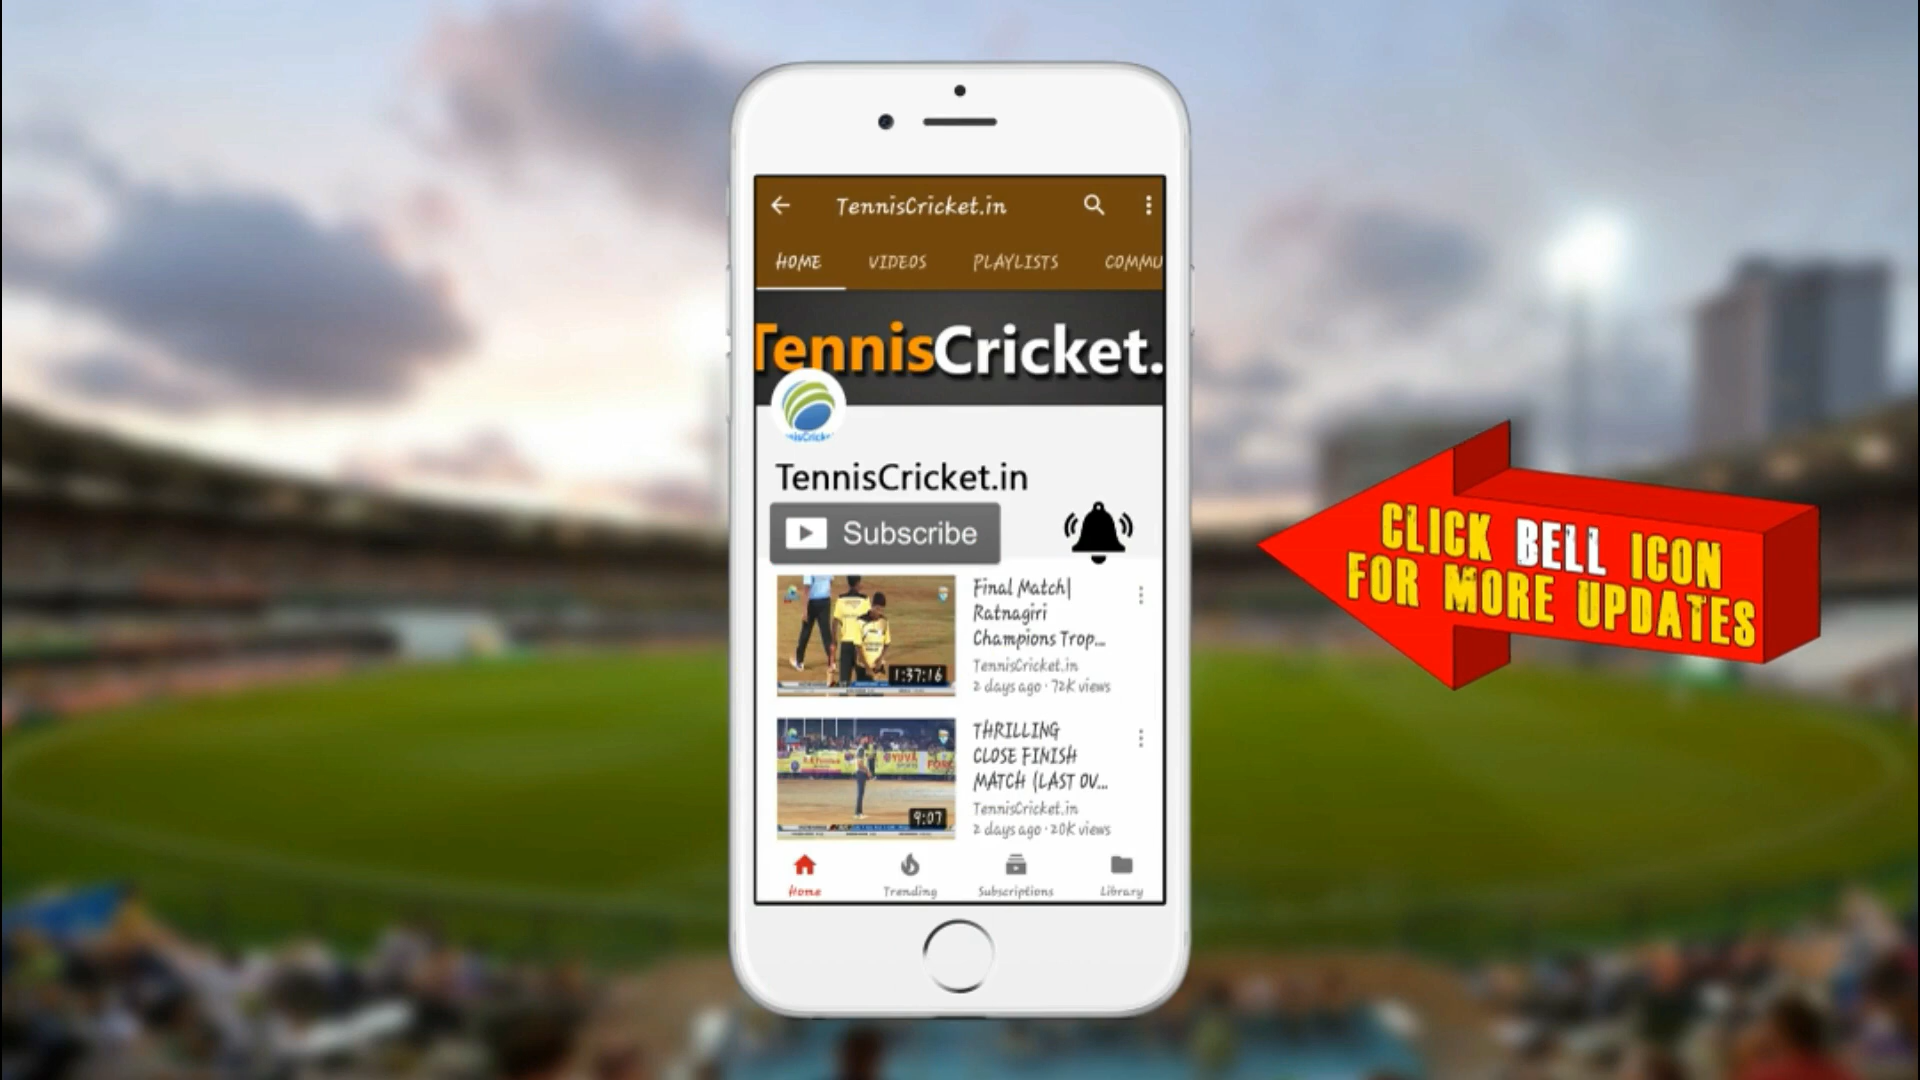 TennisCricket.in
HOME VIDEOS PLAYLISTS COMMU
TennisCricket.
TennisCricket.in
Subscribe
CLICK BELL ICON
FOR MORE UPDATES
Final Match|
Ratnagiri
Champions Trop...
TennisCricket.in
2 days ago · 72K views
1:37:16
THRILLING
CLOSE FINISH
MATCH (LAST OV...
TennisCricket.in
2 days ago · 20K views
9:07
Home Trending Subscriptions Library